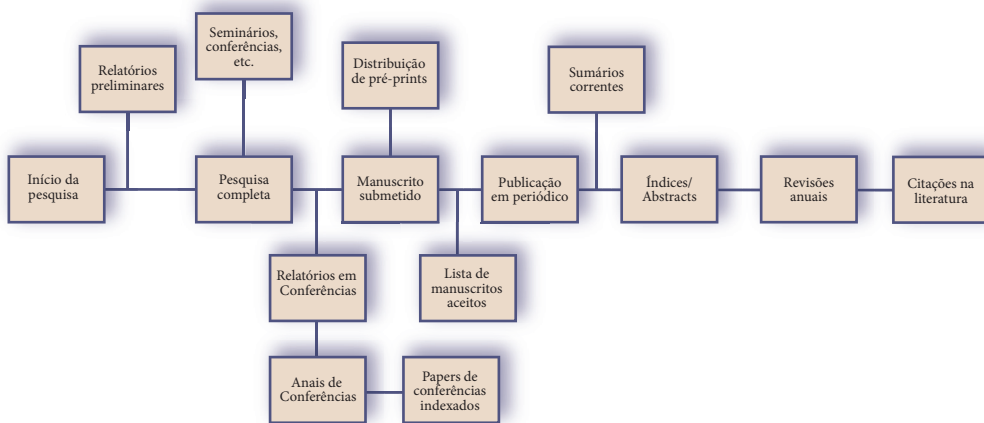 Seminários,
conferências,
etc.
Relatórios
preliminares
Distribuição
de pré-prints
Sumários
correntes
Início da
pesquisa
Pesquisa
completa
Manuscrito
submetido
Publicação
em periódico
Índices/
Abstracts
Revisões
anuais
Citações na
literatura
Relatórios em
Conferências
Lista de
manuscritos
aceitos
Anais de
Conferências
Papers de
conferências
indexados